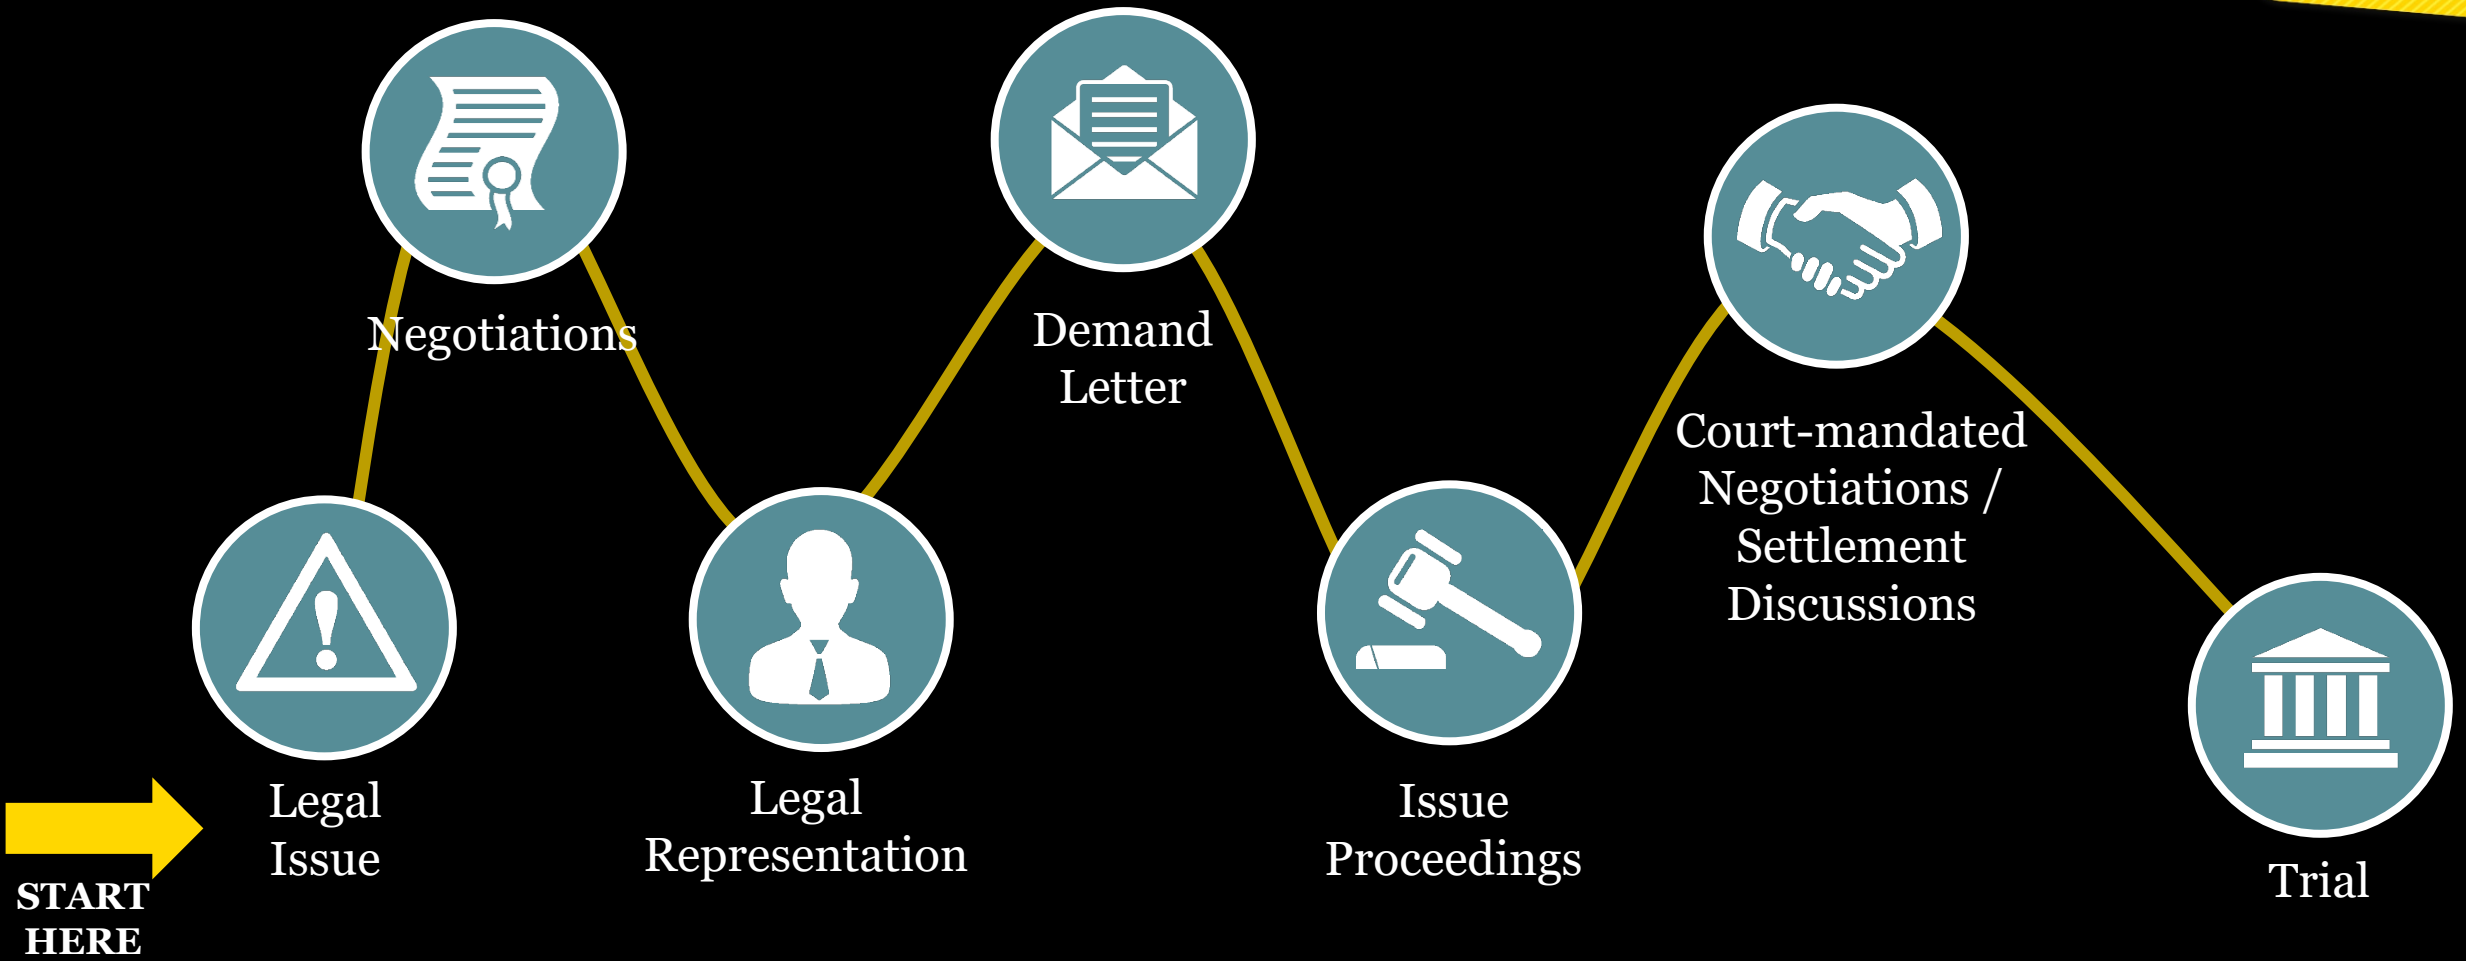 START
HERE
Legal
Issue
Negotiations
Legal
Representation
Demand
Letter
Issue
Proceedings
Court-mandated
Negotiations /
Settlement
Discussions
Trial